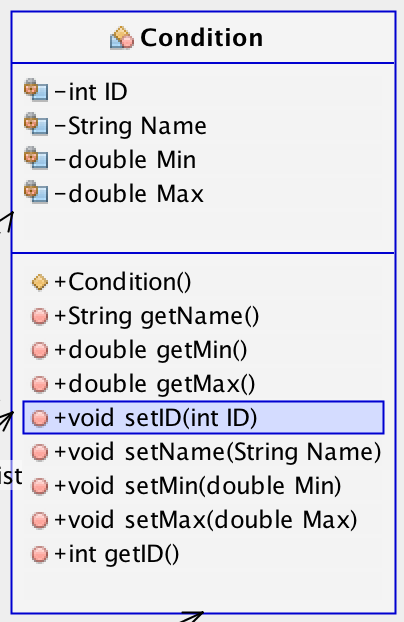 Condition
-int ID
-String Name
-double Min
-double Max
+Condition()
+String getName()
+double getMin()
+double getMax()
+void setID(int ID)
+void setName(String Name)
ist
+void setMin(double Min)
+void setMax(double Max)
+int getID()